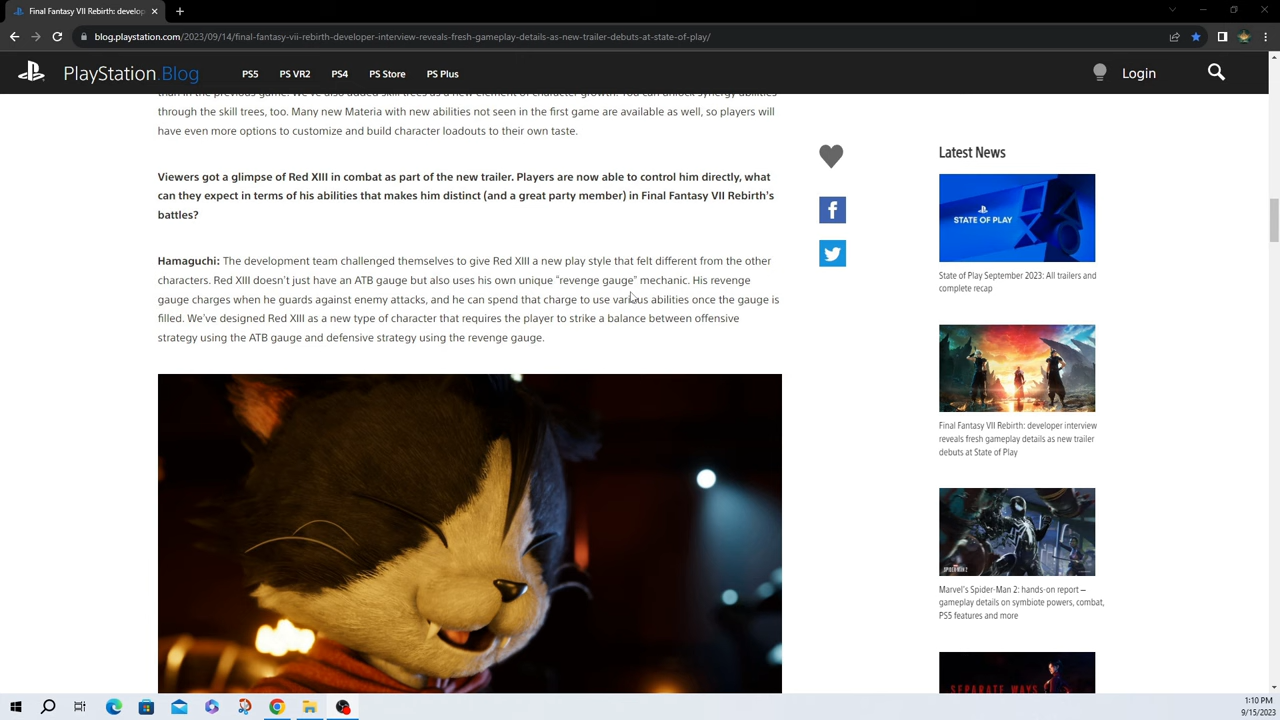 Final Fantasy VII Rebirth: develop
blog.playstation.com/2023/09/14/final-fantasy-vii-rebirth-developer-interview-reveals-fresh-gameplay-details-as-new-trailer-debuts-at-state-of-play/
PlayStation.Blog
PS5
PS VR2
PS4
PS Store
PS Plus
Login
than in the previous game. We've also added skill trees as a new element of character growth. You can unlock synergy abilities
through the skill trees, too. Many new Materia with new abilities not seen in the first game are available as well, so players will
have even more options to customize and build character loadouts to their own taste.
Viewers got a glimpse of Red XIII in combat as part of the new trailer. Players are now able to control him directly, what
can they expect in terms of his abilities that makes him distinct (and a great party member) in Final Fantasy VII Rebirth's
battles?
Hamaguchi: The development team challenged themselves to give Red XIII a new play style that felt different from the other
characters. Red XIII doesn't just have an ATB gauge but also uses his own unique "revenge gauge" mechanic. His revenge
gauge charges when he guards against enemy attacks, and he can spend that charge to use various abilities once the gauge is
filled. We've designed Red XIII as a new type of character that requires the player to strike a balance between offensive
strategy using the ATB gauge and defensive strategy using the revenge gauge.
Latest News
STATE OF PLAY
State of Play September 2023: All trailers and
complete recap
Final Fantasy VII Rebirth: developer interview
reveals fresh gameplay details as new trailer
debuts at State of Play
SPIDER-MAN 2
Marvel's Spider-Man 2: hands-on report –
gameplay details on symbiote powers, combat,
PS5 features and more
SEPARATE WAYS
1:10 PM
9/15/2023